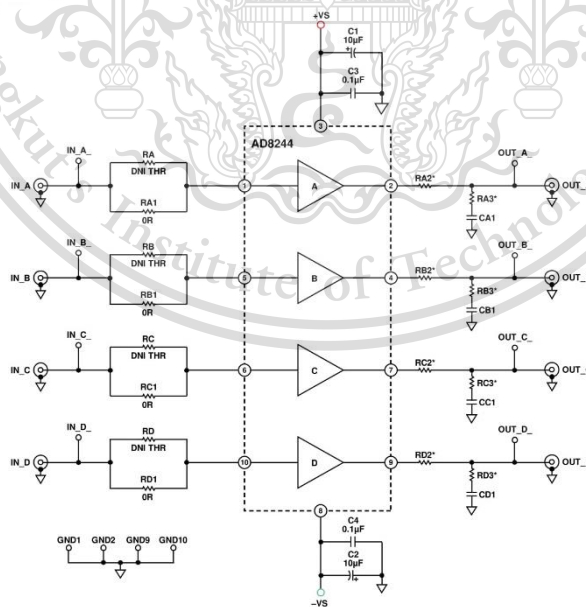 +VS
C1
10µF
+
C3
0.1µF
3
AD8244
IN_A_
RA
DNI THR
IN_A
RA1
0R
1
A
2
RA2*
OUT_A_
OUT_
RA3*
CA1
IN_B_
RB
DNI THR
IN_B
RB1
0R
5
B
4
RB2*
OUT_B_
OUT_
RB3*
CB1
IN_C_
RC
DNI THR
IN_C
RC1
0R
6
C
7
RC2*
OUT_C_
OUT_
RC3*
CC1
IN_D_
RD
DNI THR
IN_D
RD1
0R
10
D
9
RD2*
OUT_D_
OUT_
RD3*
CD1
8
C4
0.1µF
C2
10µF
+
–VS
GND1 GND2 GND9 GND10
Institute of Technol